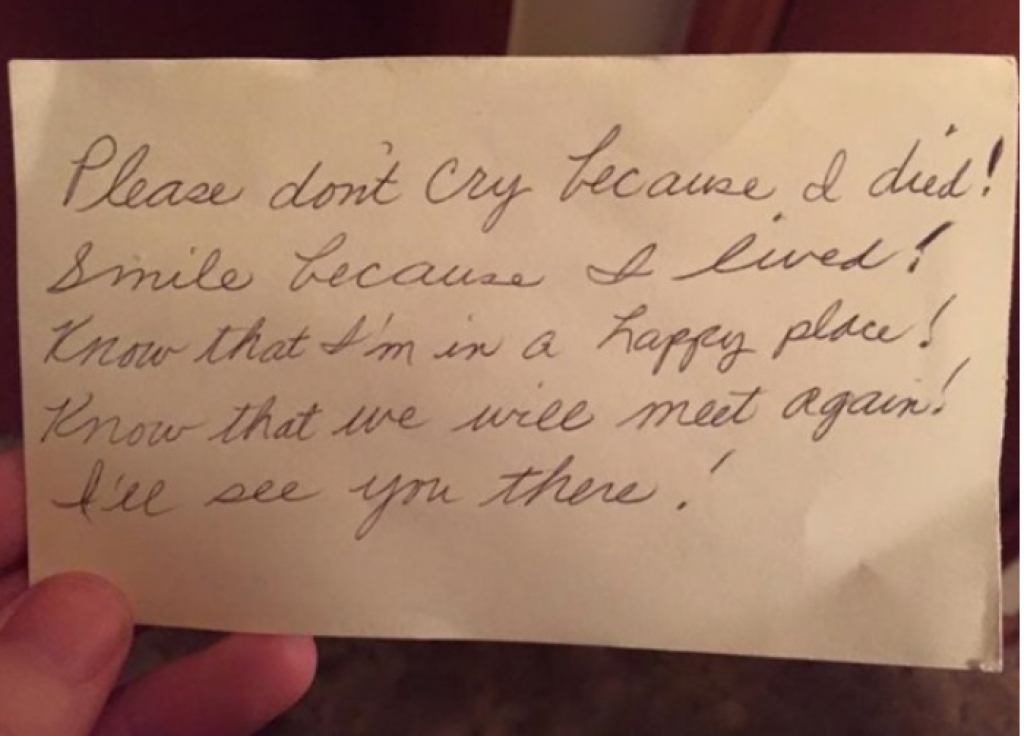 Please don't cry because I died!
Smile because I lived!
Know that I'm in a happy place!
Know that we will meet again!
I'll see you there!